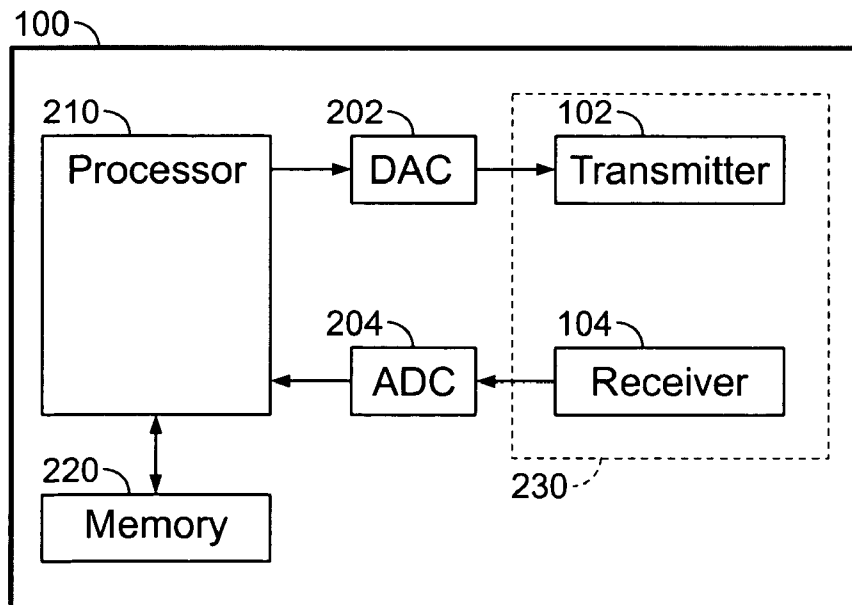 100
210
Processor
202
DAC
102
Transmitter
204
ADC
104
Receiver
220
Memory
230